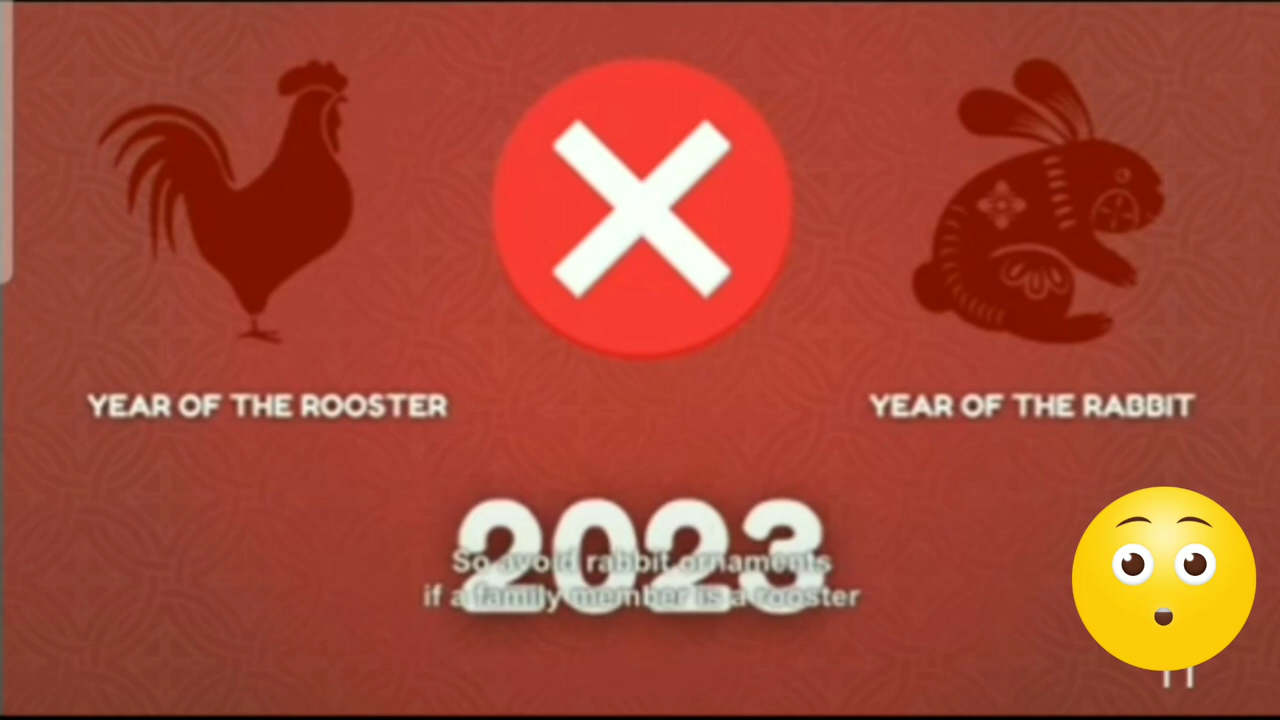 YEAR OF THE ROOSTER
YEAR OF THE RABBIT
2023
So avoid rabbit ornaments
if a family member is a rooster